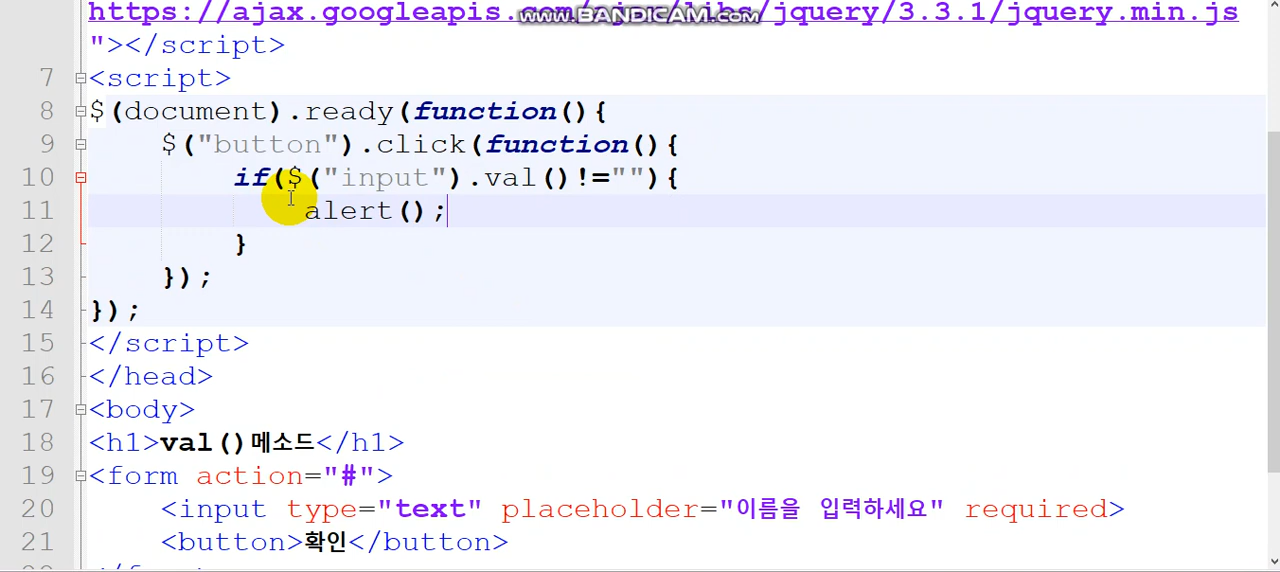 https://ajax.googleapis.com/ajax/libs/jquery/3.3.1/jquery.min.js
www.BANDICAM.com
"></script>
7 <script>
8 $(document).ready(function(){
9 $("button").click(function(){
10 if($("input").val()!=""){
11 alert();
12 }
13 });
14 });
15 </script>
16 </head>
17 <body>
18 <h1>val()메소드</h1>
19 <form action="#">
20 <input type="text" placeholder="이름을 입력하세요" required>
21 <button>확인</button>